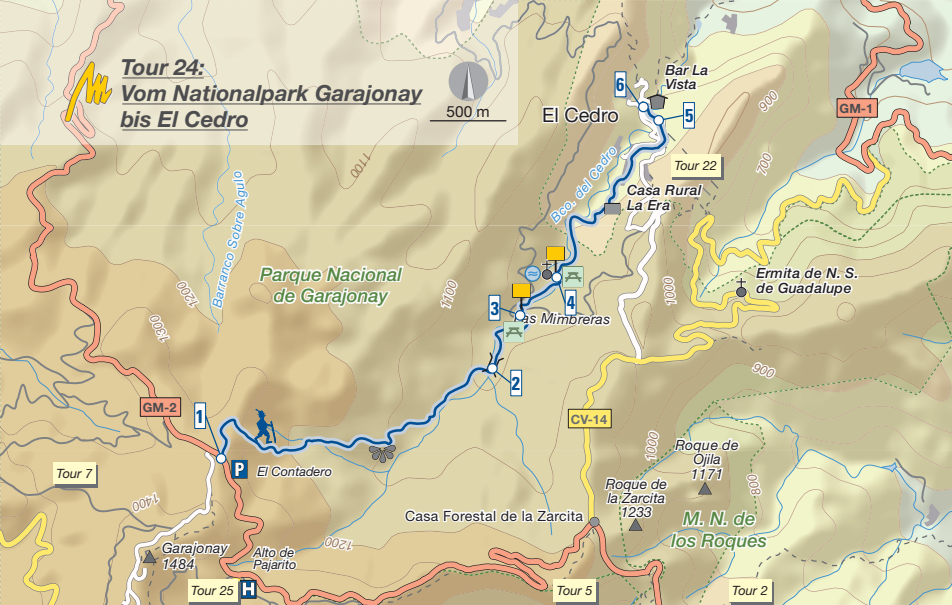 Tour 24:
Vom Nationalpark Garajonay
bis El Cedro
500 m
Bar La
Vista
6
5
El Cedro
GM-1
900
700
1100
Tour 22
Bco. del Cedro
Casa Rural
La Era
Barranco Sobre Agulo
Parque Nacional
de Garajonay
1200
1300
1100
1000
Ermita de N. S.
de Guadalupe
3
4
Las Mimbreras
2
900
GM-2
1
CV-14
P
El Contadero
Tour 7
1000
Roque de
Ojila
1171
800
Roque de
la Zarcita
1233
1400
Casa Forestal de la Zarcita
M. N. de
los Roques
1200
Garajonay
1484
Alto de
Pajarito
Tour 25
H
Tour 5
Tour 2